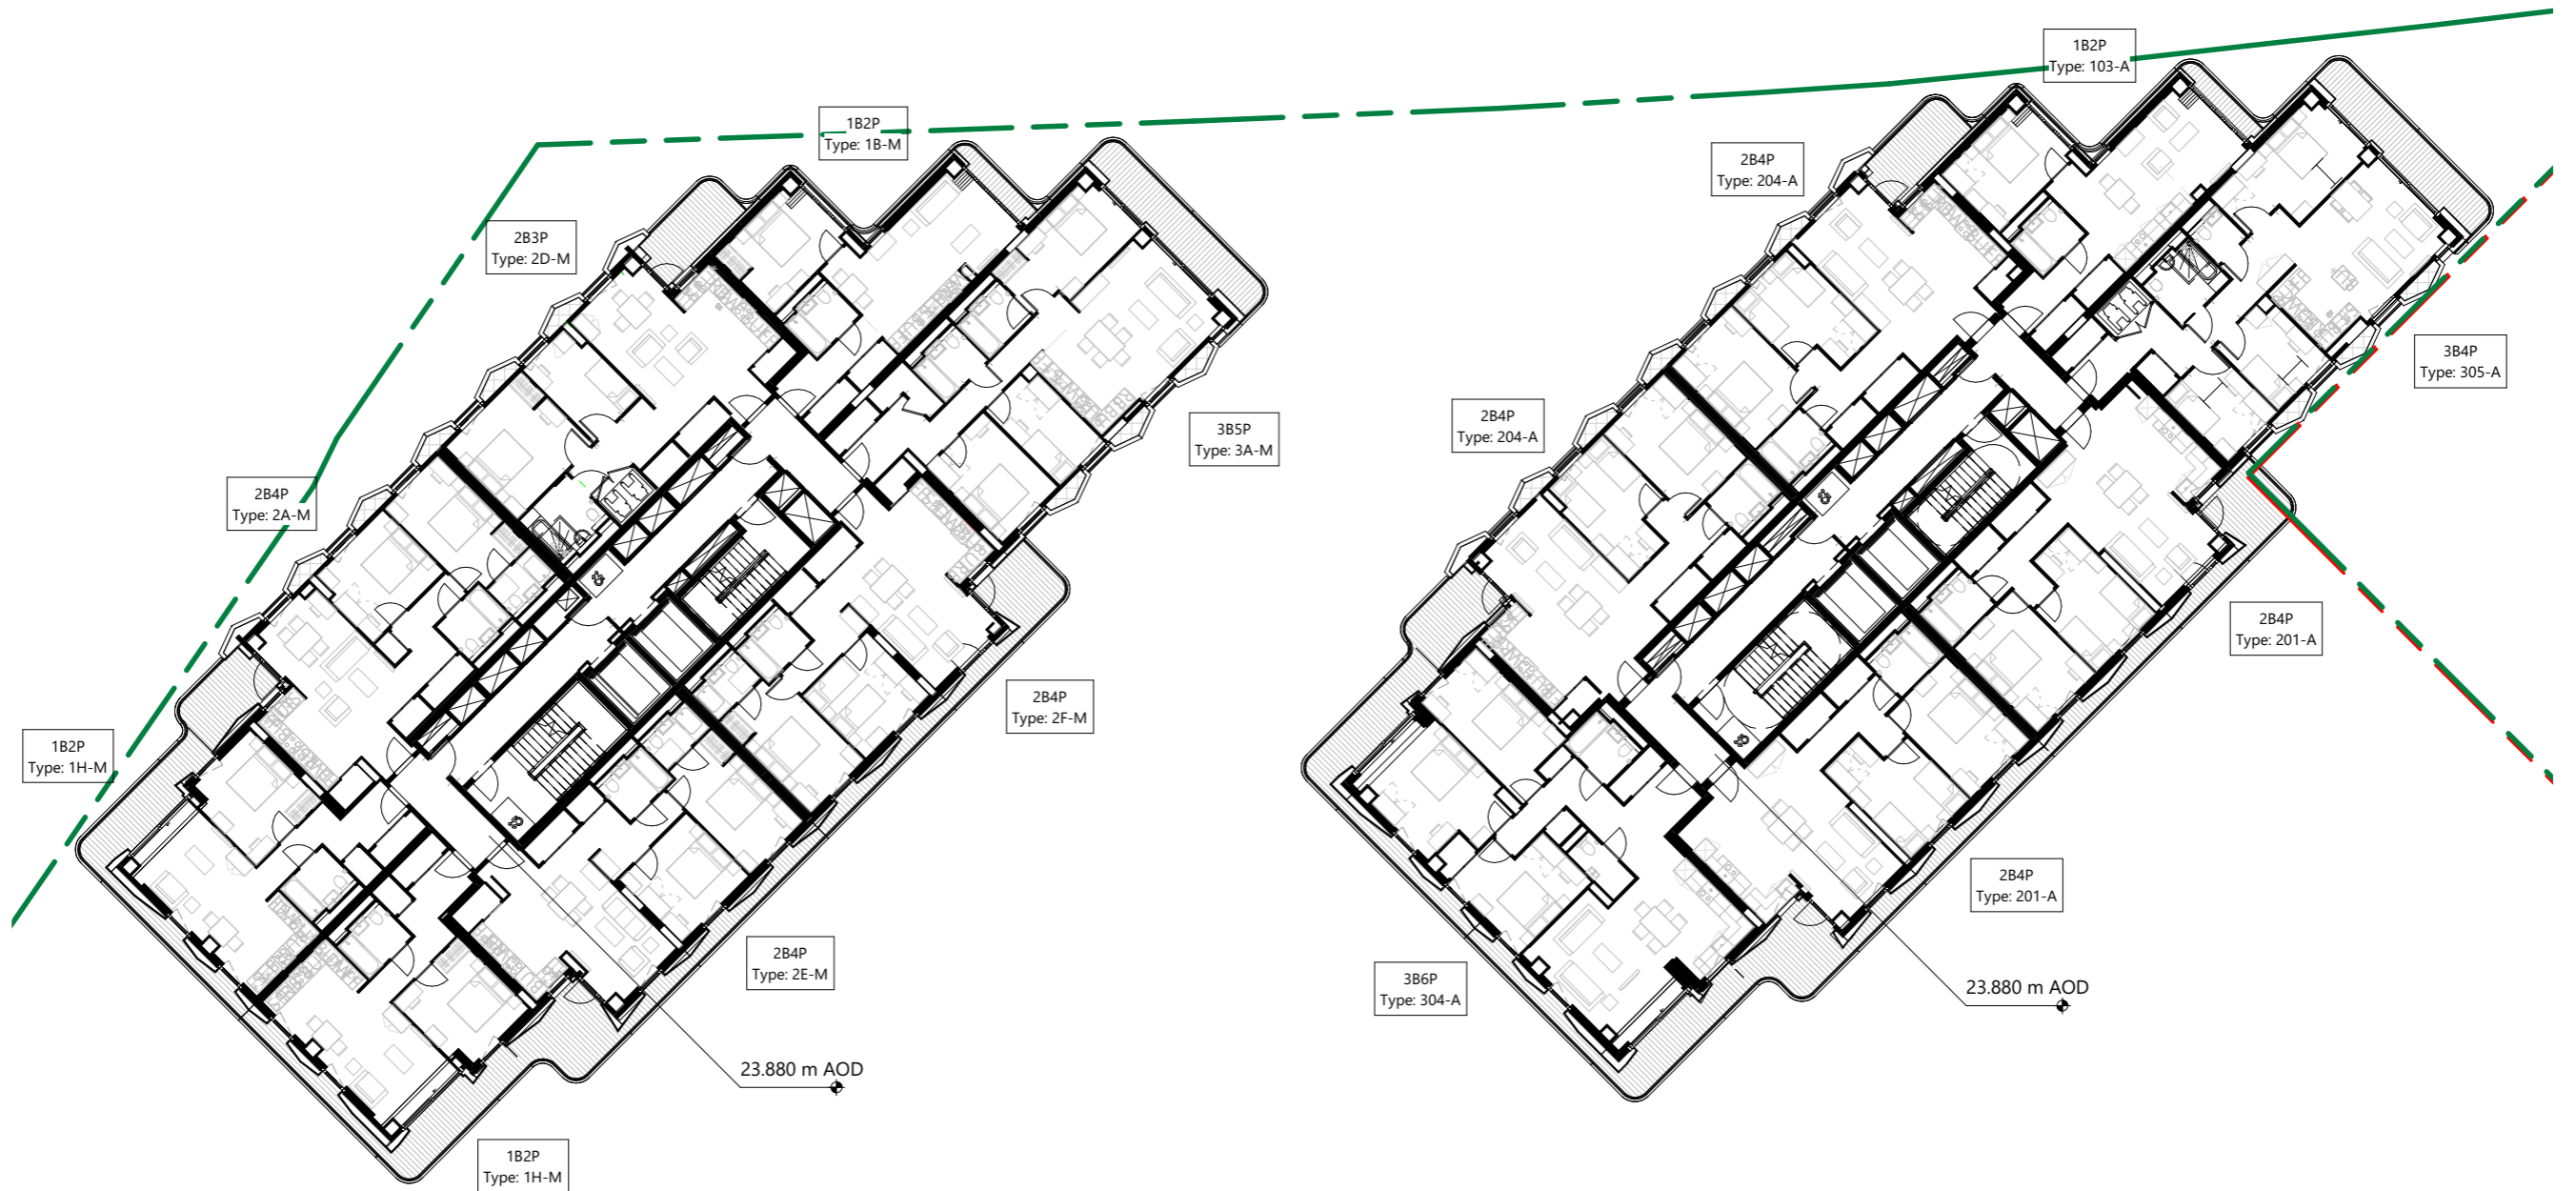 1B2P
Type: 103-A
1B2P
Type: 1B-M
2B4P
Type: 204-A
2B3P
Type: 2D-M
3B4P
Type: 305-A
2B4P
Type: 204-A
3B5P
Type: 3A-M
2B4P
Type: 2A-M
2B4P
Type: 201-A
2B4P
Type: 2F-M
1B2P
Type: 1H-M
2B4P
Type: 201-A
2B4P
Type: 2E-M
3B6P
Type: 304-A
23.880 m AOD
23.880 m AOD
1B2P
Type: 1H-M